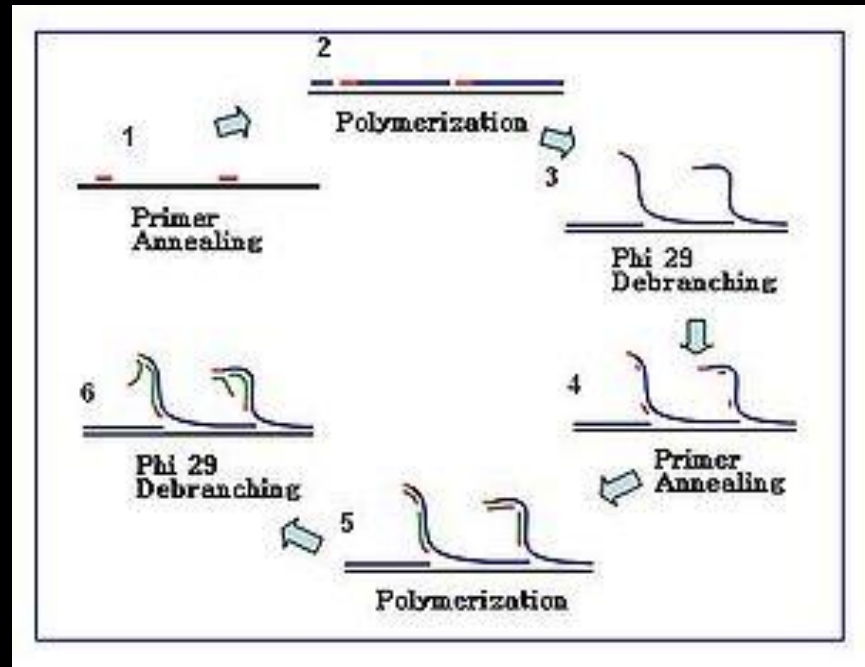 1
Primer
Annealing
2
Polymerization
3
Phi 29
Debranching
4
Primer
Annealing
5
Polymerization
6
Phi 29
Debranching